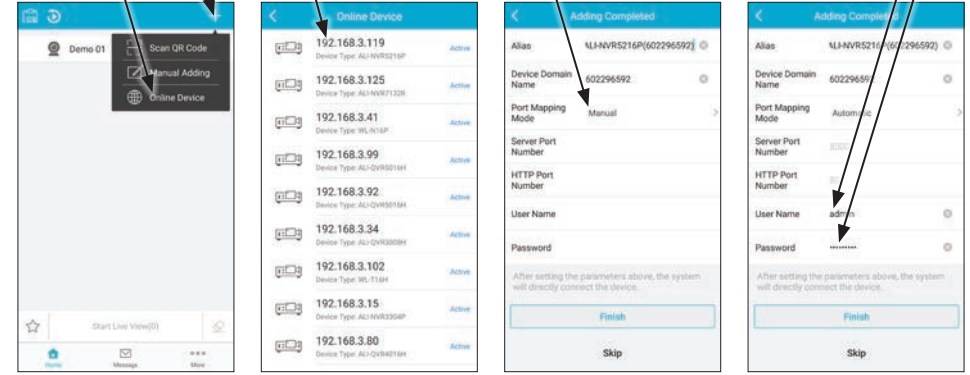 Demo 01
Scan QR Code
Manual Adding
Online Device
Start Live View(0)
Home
Message
More
Online Device
192.168.3.119
Active
Device Type: ALI-NVR5216P
192.168.3.125
Active
Device Type: ALI-NVR7132R
192.168.3.41
Active
Device Type: WL-N16P
192.168.3.99
Active
Device Type: ALI-QVR5016H
192.168.3.92
Active
Device Type: ALI-QVR5016H
192.168.3.34
Active
Device Type: ALI-QVR3008H
192.168.3.102
Active
Device Type: WL-T16H
192.168.3.15
Active
Device Type: ALI-NVR3304P
192.168.3.80
Active
Device Type: ALI-QVR4016H
Adding Completed
Alias ALI-NVR5216P(602296592)
Device Domain
Name
602296592
Port Mapping
Mode
Manual
Server Port
Number
HTTP Port
Number
User Name
Password
After setting the parameters above, the system
will directly connect the device.
Finish
Skip
Adding Completed
Alias ALI-NVR5216P(602296592)
Device Domain
Name
602296592
Port Mapping
Mode
Automatic
Server Port
Number
HTTP Port
Number
User Name admin
Password
After setting the parameters above, the system
will directly connect the device.
Finish
Skip